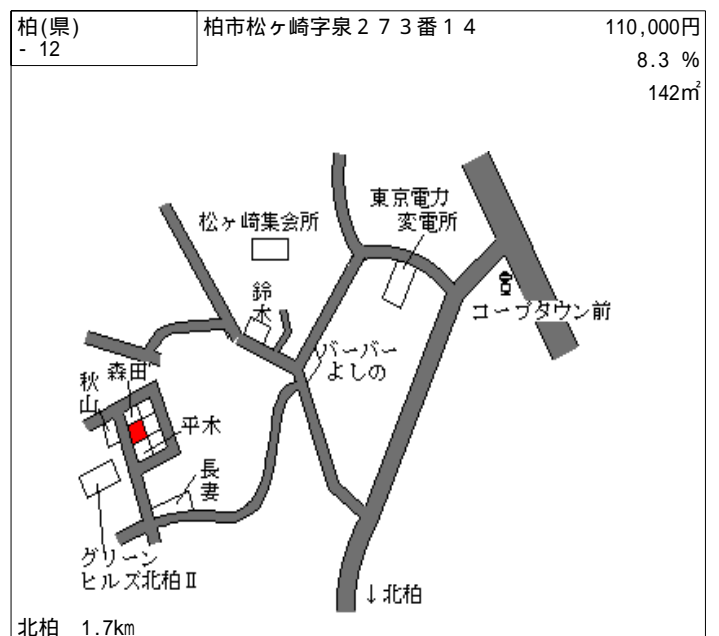 柏(県)
- 12
柏市松ヶ崎字泉２７３番１４
110,000円
8.3 %
142㎡
東京電力
変電所
松ヶ崎集会所
鈴木
コープタウン前
バーバー
よしの
森田
秋山
平木
長妻
グリーン
ヒルズ北柏Ⅱ
↓北柏
北柏 1.7km